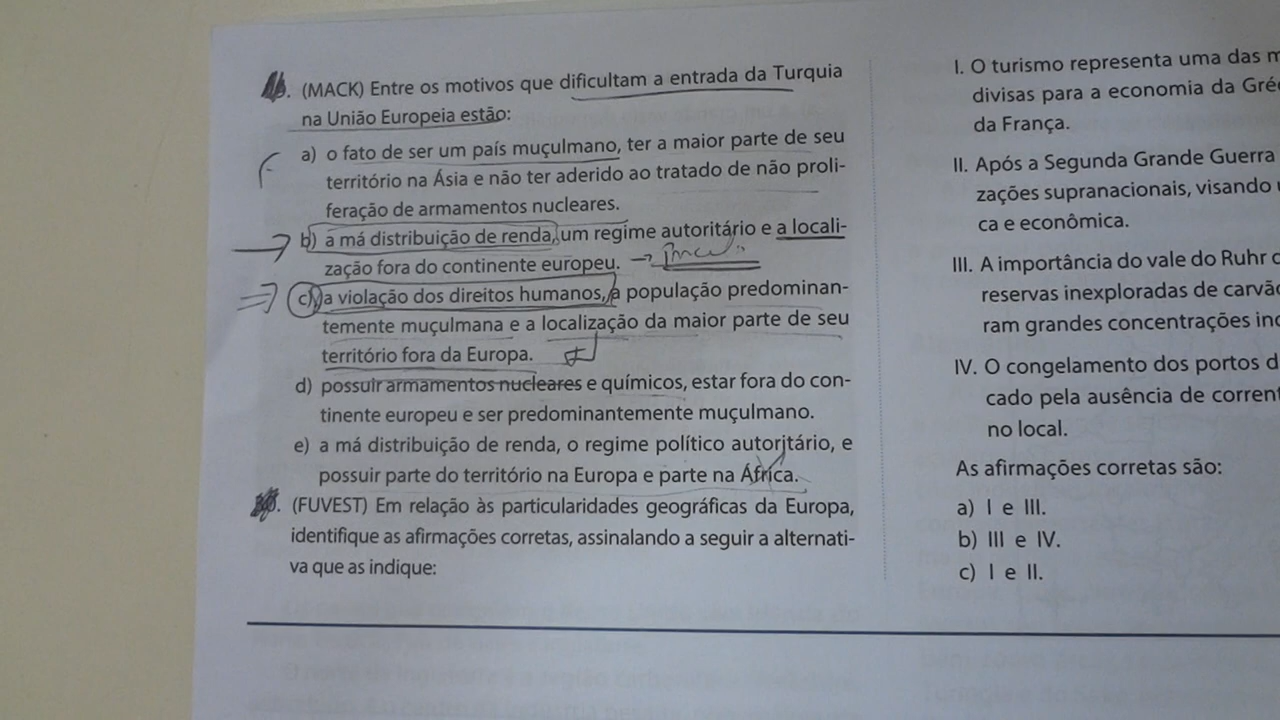 (MACK) Entre os motivos que dificultam a entrada da Turquia
na União Europeia estão:
a) o fato de ser um país muçulmano, ter a maior parte de seu
território na Ásia e não ter aderido ao tratado de não proli-
feração de armamentos nucleares.
b) a má distribuição de renda, um regime autoritário e a locali-
zação fora do continente europeu.
c) a violação dos direitos humanos, a população predominan-
temente muçulmana e a localização da maior parte de seu
território fora da Europa.
d) possuir armamentos nucleares e químicos, estar fora do con-
tinente europeu e ser predominantemente muçulmano.
e) a má distribuição de renda, o regime político autoritário, e
possuir parte do território na Europa e parte na África.
(FUVEST) Em relação às particularidades geográficas da Europa,
identifique as afirmações corretas, assinalando a seguir a alternati-
va que as indique:
I. O turismo representa uma das m
divisas para a economia da Gré
da França.
II. Após a Segunda Grande Guerra
zações supranacionais, visando
ca e econômica.
III. A importância do vale do Ruhr
reservas inexploradas de carvã
ram grandes concentrações in
IV. O congelamento dos portos d
cado pela ausência de corren
no local.
As afirmações corretas são:
a) I e III.
b) III e IV.
c) I e II.